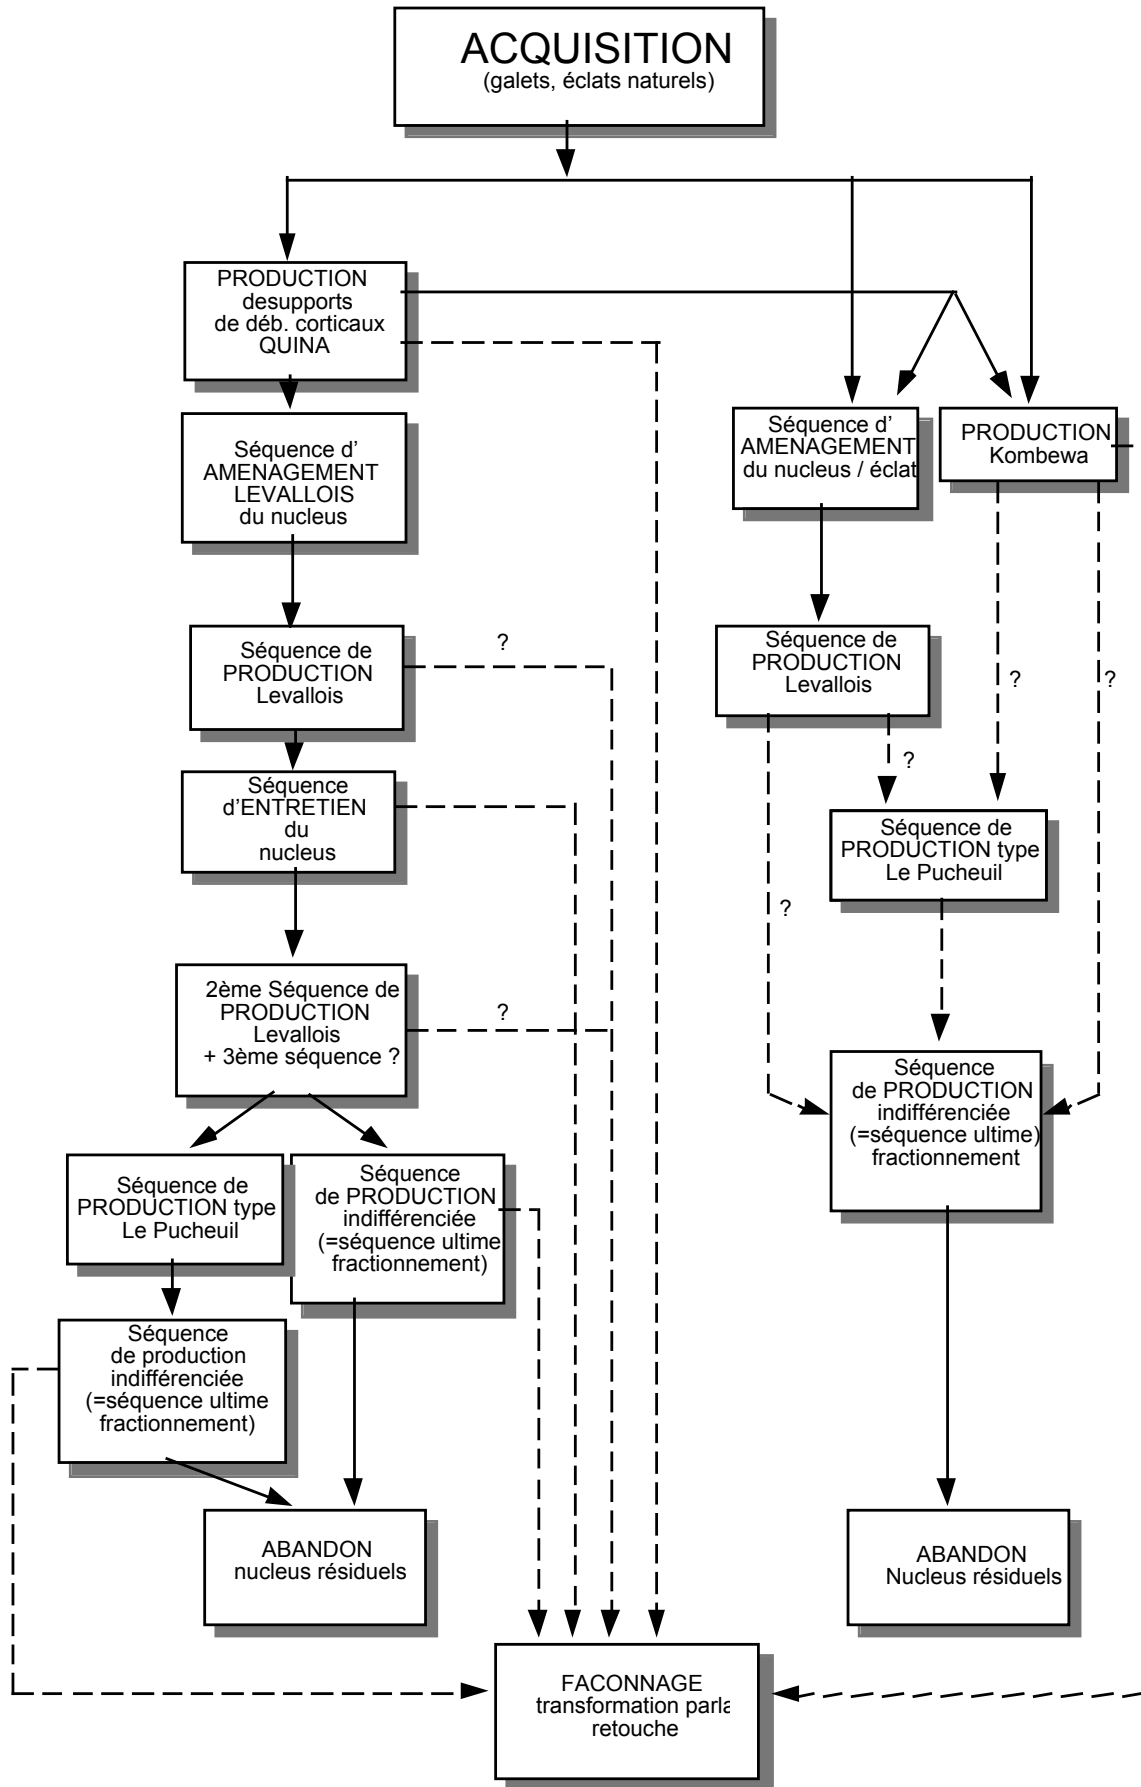 ACQUISITION
(galets, éclats naturels)
PRODUCTION
desupports
de déb. corticaux
QUINA
Séquence d'
AMENAGEMENT
LEVALLOIS
du nucleus
Séquence d'
AMENAGEMENT
du nucleus / éclat
PRODUCTION
Kombewa
Séquence de
PRODUCTION
Levallois
?
Séquence de
PRODUCTION
Levallois
?
?
?
Séquence
d'ENTRETIEN
du
nucleus
Séquence de
PRODUCTION type
Le Pucheuil
?
2ème Séquence de
PRODUCTION
Levallois
+ 3ème séquence ?
?
Séquence
de PRODUCTION
indifférenciée
(=séquence ultime)
fractionnement
Séquence de
PRODUCTION type
Le Pucheuil
Séquence
de PRODUCTION
indifférenciée
(=séquence ultime
fractionnement)
Séquence
de production
indifférenciée
(=séquence ultime
fractionnement)
ABANDON
nucleus résiduels
ABANDON
Nucleus résiduels
FACONNAGE
transformation parla
retouche